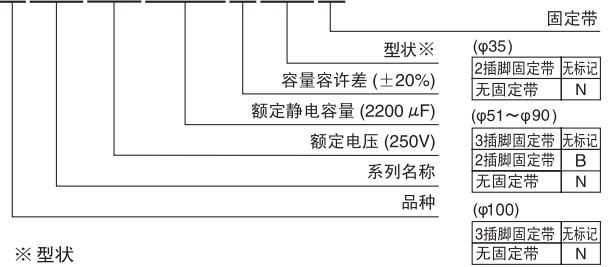 固定带
型状※
容量容许差 (±20%)
额定静电容量 (2200 μF)
额定电压 (250V)
系列名称
品种
※ 型状
(φ35)
2插脚固定带 无标记
无固定带 N
(φ51～φ90)
3插脚固定带 无标记
2插脚固定带 B
无固定带 N
(φ100)
3插脚固定带 无标记
无固定带 N